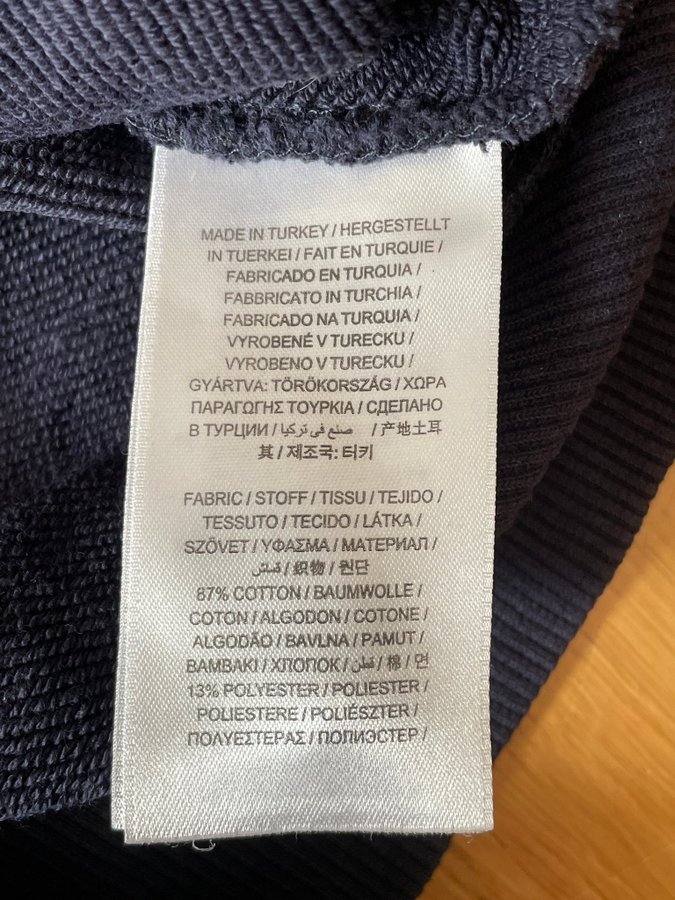 MADE IN TURKEY / HERGESTELLT
IN TUERKEI / FAIT EN TURQUIE /
FABRICADO EN TURQUIA /
FABBRICATO IN TURCHIA /
FABRICADO NA TURQUIA /
VYROBENÉ V TURECKU /
VYROBENO V TURECKU /
GYÁRTVA: TÖRÖKORSZÁG / ΧΩΡΑ
ΠΑΡΑΓΩΓΗΣ ΤΟΥΡΚΙΑ / СДЕЛАНО
В ТУРЦИИ / صنع في تركيا / 产地土耳
其 / 제조국: 터키
FABRIC / STOFF / TISSU / TEJIDO /
TESSUTO / TECIDO / LÁTKA /
SZÖVET / ΥΦΑΣΜΑ / МАТЕРИАЛ /
قماش / 织物 / 원단
87% COTTON / BAUMWOLLE /
COTON / ALGODON / COTONE /
ALGODÃO / BAVLNA / PAMUT /
ΒΑΜΒΑΚΙ / ХЛОПОК / قطن / 棉 / 면
13% POLYESTER / POLIESTER /
POLIESTERE / POLIÉSZTER /
ΠΟΛΥΕΣΤΕΡΑΣ / ПОЛИЭСТЕР /